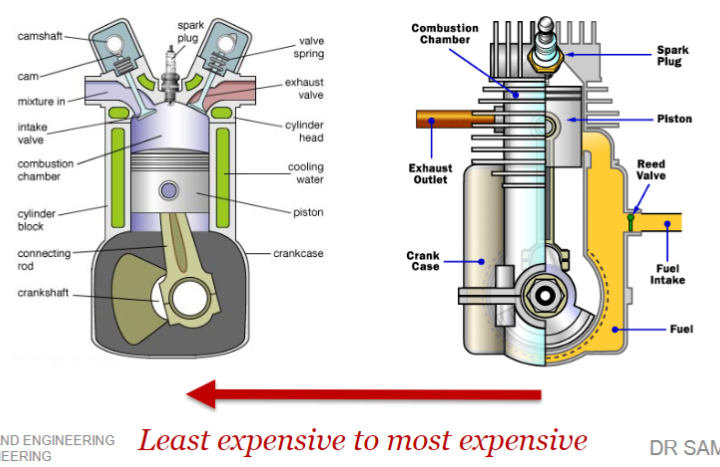 camshaft
cam
mixture in
intake
valve
combustion
chamber
cylinder
block
connecting
rod
crankshaft
spark
plug
valve
spring
exhaust
valve
cylinder
head
cooling
water
piston
crankcase
Combustion
Chamber
Exhaust
Outlet
Crank
Case
Spark
Plug
Piston
Reed
Valve
Fuel
Intake
Fuel
Least expensive to most expensive
ND ENGINEERING
EERING
DR SAM